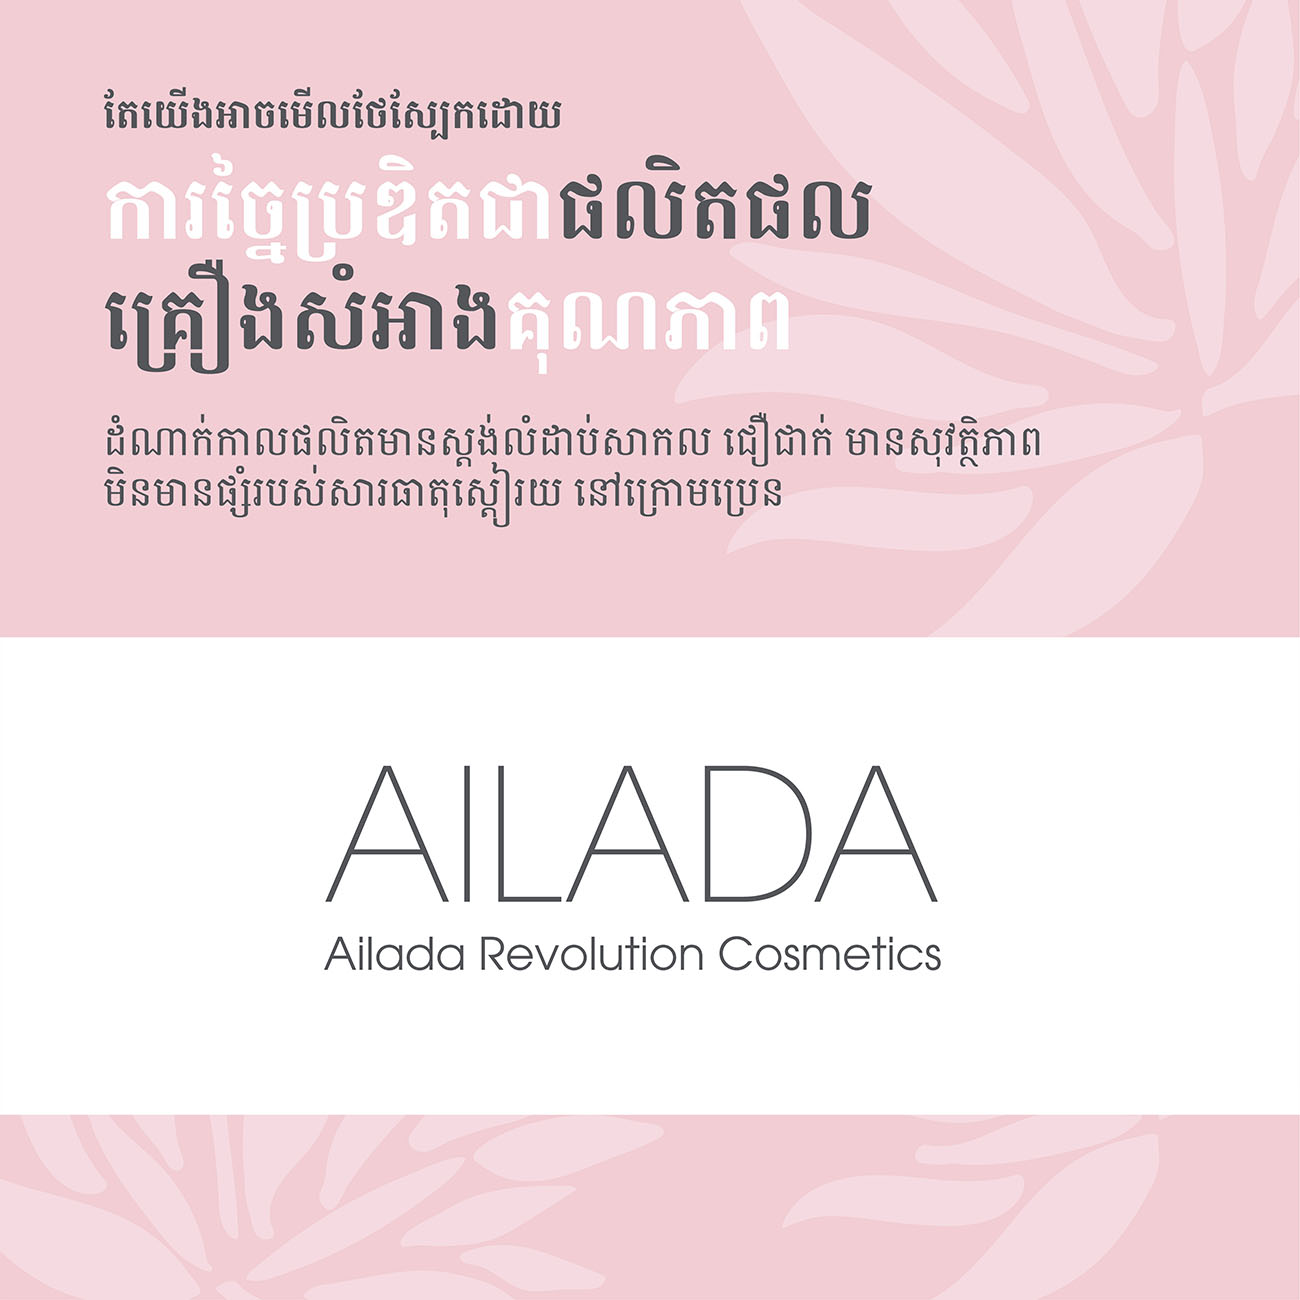 តែយើងអាចមើលថែស្បែកដោយ
ការច្នៃប្រឌិតជាផលិតផល
គ្រឿងសំអាងគុណភាព
ដំណាក់កាលផលិតមានស្តង់លំដាប់សាកល ជឿជាក់ មានសុវត្ថិភាព
មិនមានផ្សំរបស់សារធាតុស្តៀរយ នៅក្រោមប្រេន
AILADA
Ailada Revolution Cosmetics